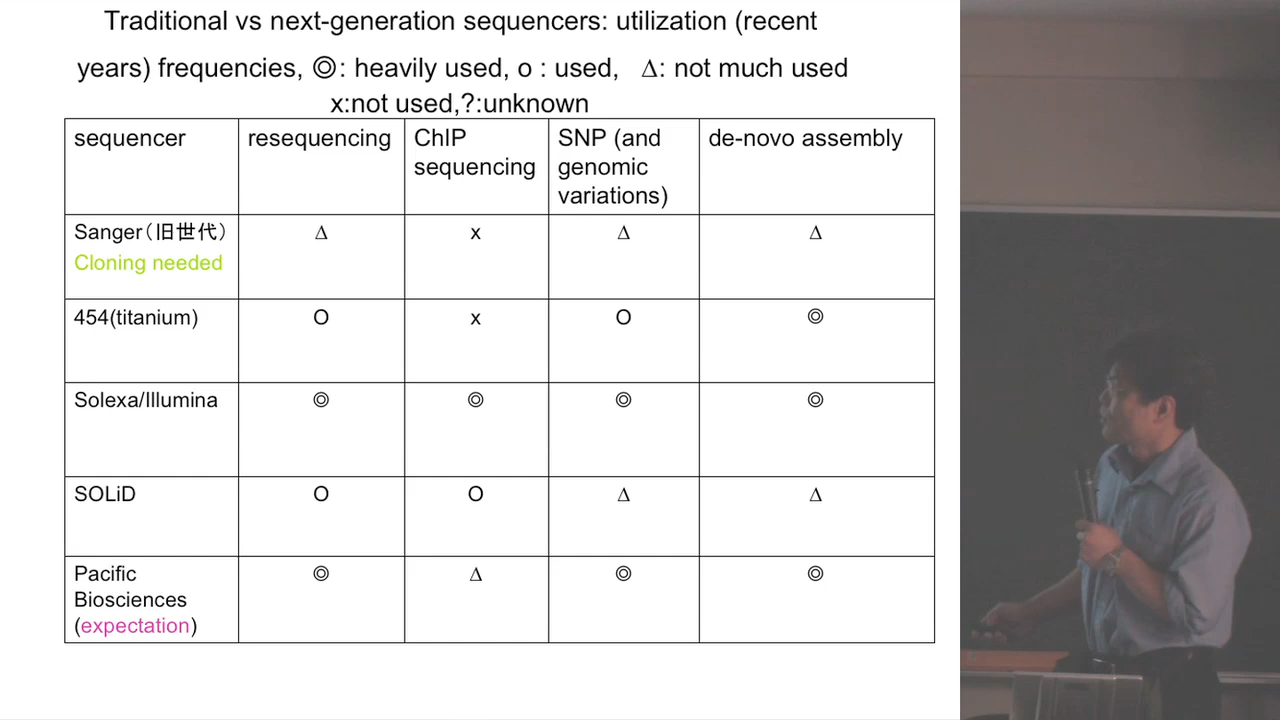 Traditional vs next-generation sequencers: utilization (recent
years) frequencies, ◎: heavily used, o : used, Δ: not much used
x:not used,?:unknown
sequencer
resequencing
ChIP
sequencing
SNP (and
genomic
variations)
de-novo assembly
Sanger（旧世代）
Cloning needed
Δ
x
Δ
Δ
454(titanium)
O
x
O
◎
Solexa/Illumina
◎
◎
◎
◎
SOLiD
O
O
Δ
Δ
Pacific
Biosciences
(expectation)
◎
Δ
◎
◎